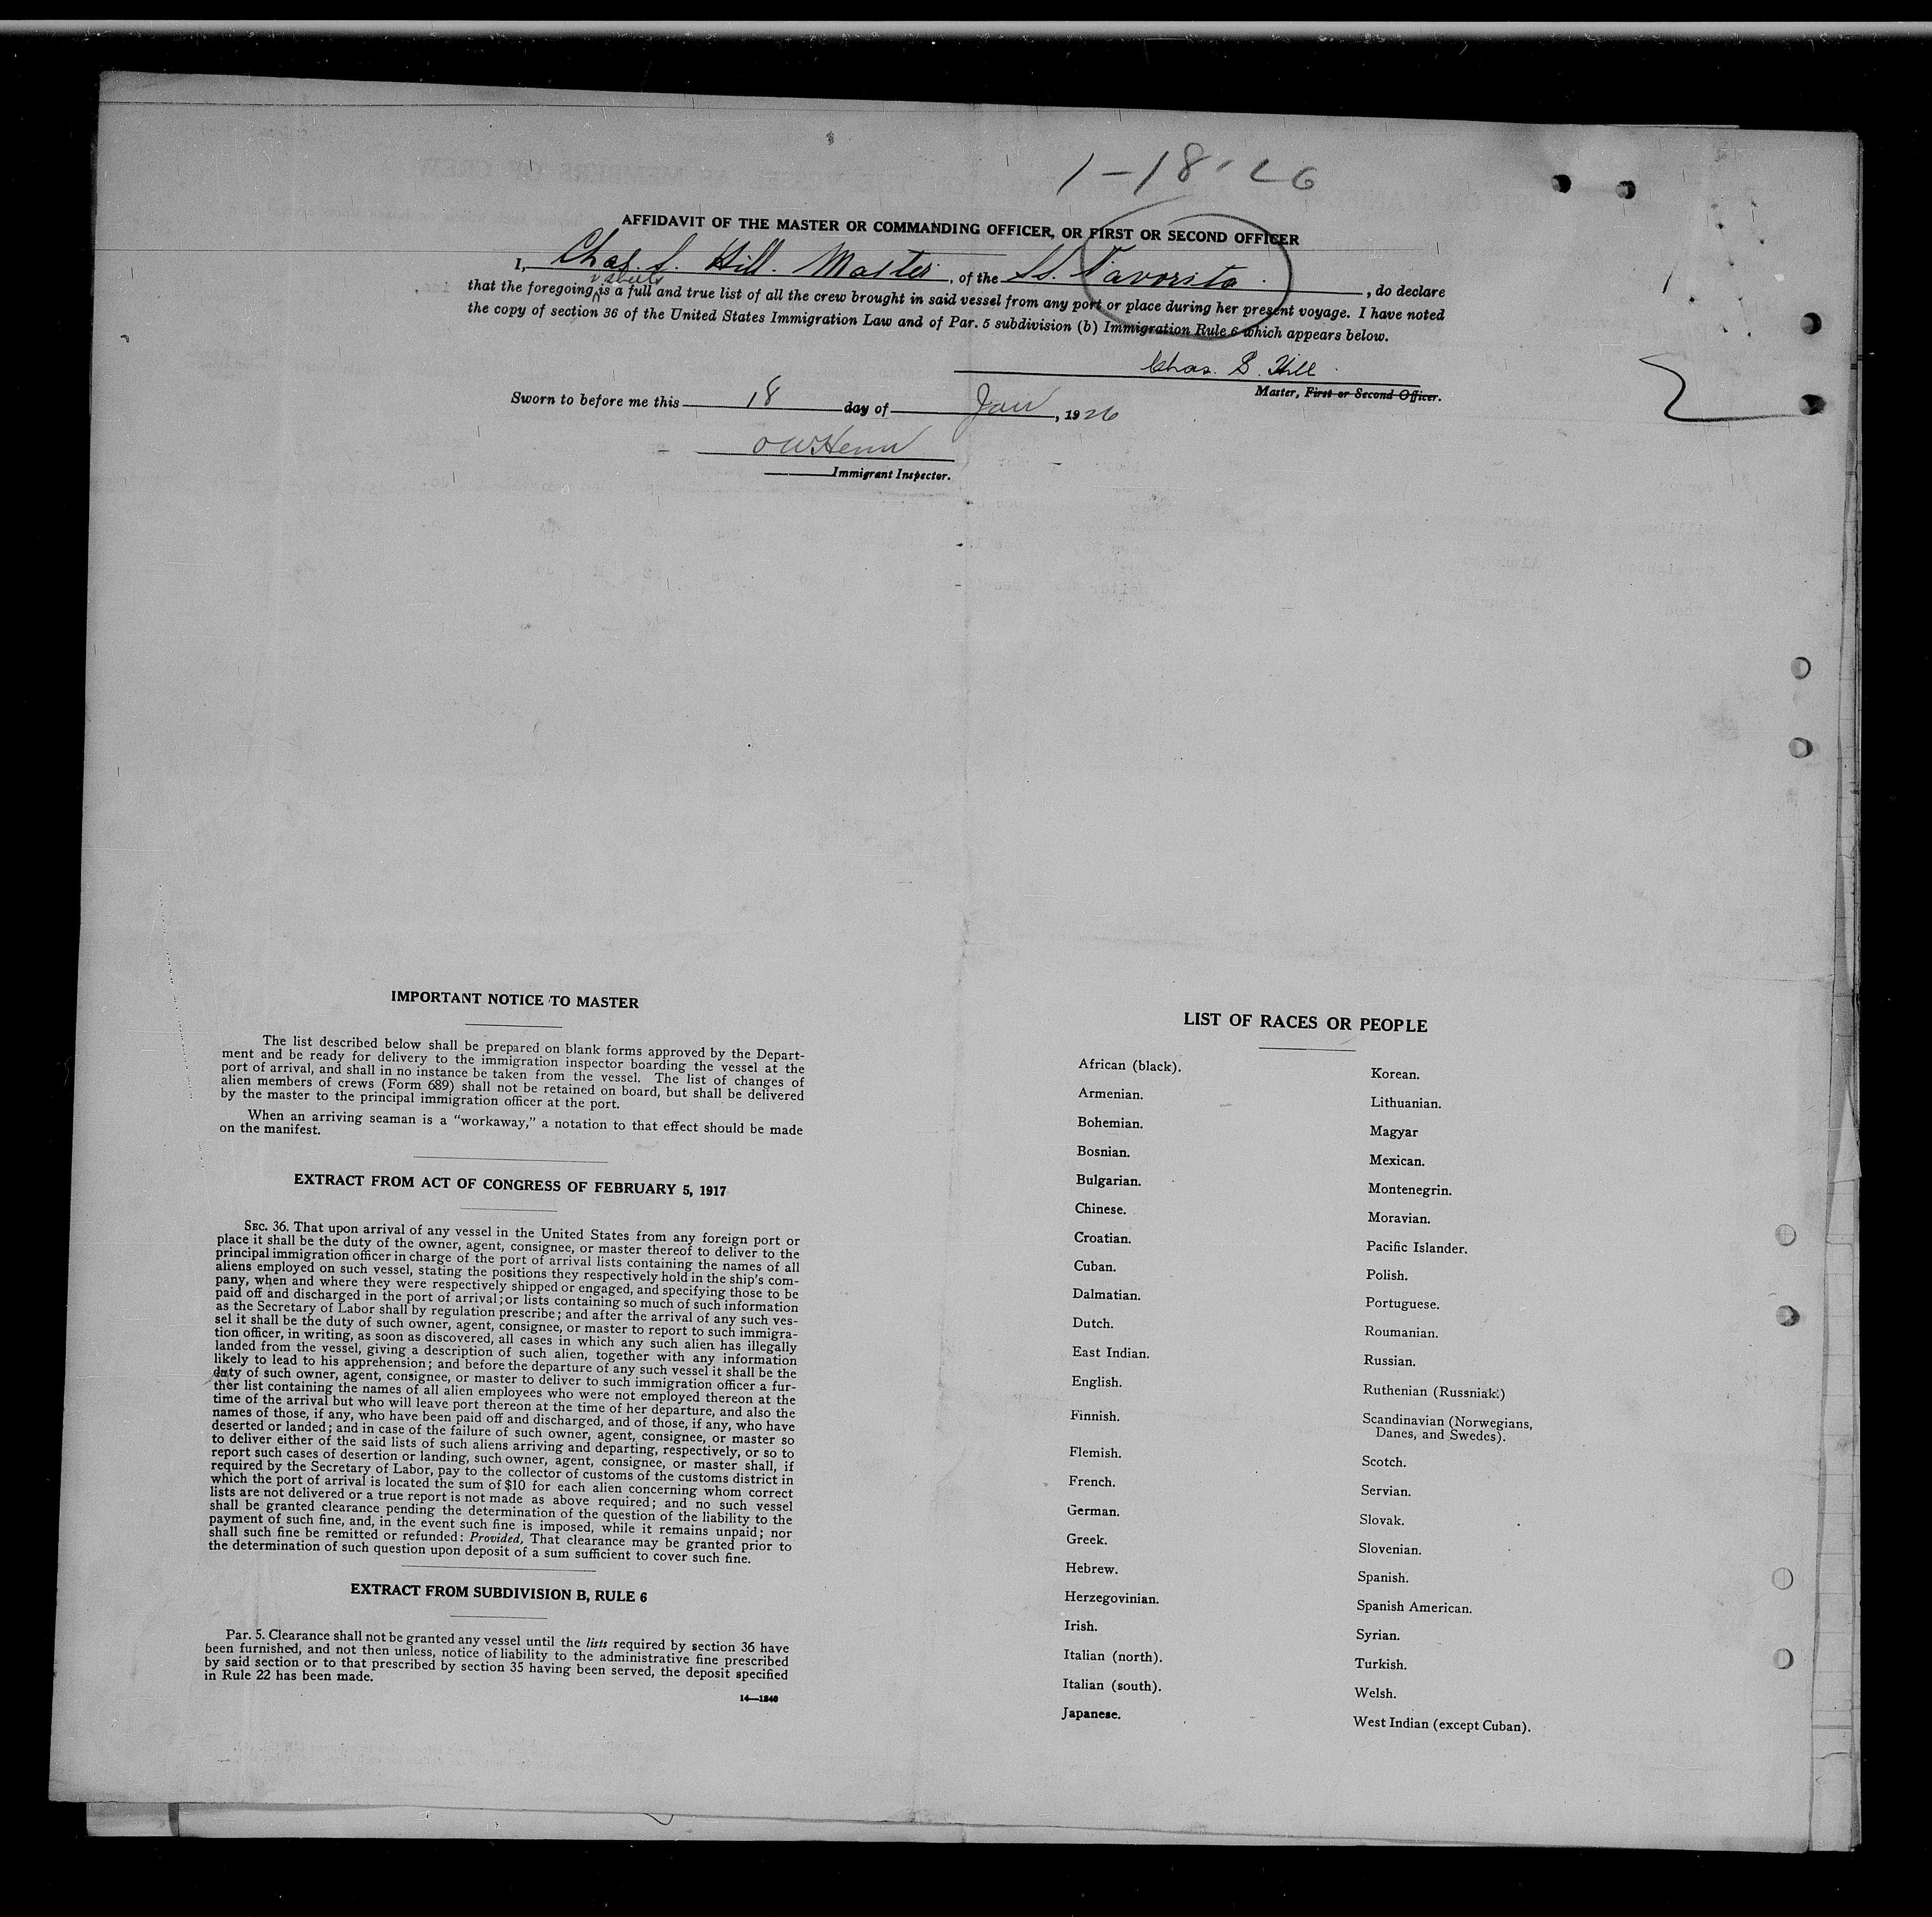 1-18-26
AFFIDAVIT OF THE MASTER OR COMMANDING OFFICER, OR FIRST OR SECOND OFFICER
I, Chas. S. Hill. Master, of the SS. Favorita, do declare
that the foregoing is a full and true list of all the crew brought in said vessel from any port or place during her present voyage. I have noted
the copy of section 36 of the United States Immigration Law and of Par. 5 subdivision (b) Immigration Rule 6 which appears below.
Chas. S. Hill
Master, First or Second Officer.
Sworn to before me this 18 day of Jan, 1926
Immigrant Inspector.
IMPORTANT NOTICE TO MASTER
The list described below shall be prepared on blank forms approved by the Depart-
ment and be ready for delivery to the immigration inspector boarding the vessel at the
port of arrival, and shall in no instance be taken from the vessel. The list of changes of
alien members of crews (Form 689) shall not be retained on board, but shall be delivered
by the master to the principal immigration officer at the port.
When an arriving seaman is a "workaway," a notation to that effect should be made
on the manifest.
EXTRACT FROM ACT OF CONGRESS OF FEBRUARY 5, 1917
SEC. 36. That upon arrival of any vessel in the United States from any foreign port or
place it shall be the duty of the owner, agent, consignee, or master thereof to deliver to the
principal immigration officer in charge of the port of arrival lists containing the names of all
aliens employed on such vessel, stating the positions they respectively hold in the ship's com-
pany, when and where they were respectively shipped or engaged, and specifying those to be
paid off and discharged in the port of arrival; or lists containing so much of such information
as the Secretary of Labor shall by regulation prescribe; and after the arrival of any such ves-
sel it shall be the duty of such owner, agent, consignee, or master to report to such immigra-
tion officer, in writing, as soon as discovered, all cases in which any such alien has illegally
landed from the vessel, giving a description of such alien, together with any information
likely to lead to his apprehension; and before the departure of any such vessel it shall be the
duty of such owner, agent, consignee, or master to deliver to such immigration officer a fur-
ther list containing the names of all alien employees who were not employed thereon at the
time of the arrival but who will leave port thereon at the time of her departure, and also the
names of those, if any, who have been paid off and discharged, and of those, if any, who have
deserted or landed; and in case of the failure of such owner, agent, consignee, or master so
to deliver either of the said lists of such aliens arriving and departing, respectively, or so to
report such cases of desertion or landing, such owner, agent, consignee, or master shall, if
required by the Secretary of Labor, pay to the collector of customs of the customs district in
which the port of arrival is located the sum of $10 for each alien concerning whom correct
lists are not delivered or a true report is not made as above required; and no such vessel
shall be granted clearance pending the determination of the question of the liability to the
payment of such fine, and, in the event such fine is imposed, while it remains unpaid; nor
shall such fine be remitted or refunded: Provided, That clearance may be granted prior to
the determination of such question upon deposit of a sum sufficient to cover such fine.
EXTRACT FROM SUBDIVISION B, RULE 6
Par. 5. Clearance shall not be granted any vessel until the lists required by section 36 have
been furnished, and not then unless, notice of liability to the administrative fine prescribed
by said section or to that prescribed by section 35 having been served, the deposit specified
in Rule 22 has been made.
14—1240
LIST OF RACES OR PEOPLE
African (black).
Armenian.
Bohemian.
Bosnian.
Bulgarian.
Chinese.
Croatian.
Cuban.
Dalmatian.
Dutch.
East Indian.
English.
Finnish.
Flemish.
French.
German.
Greek.
Hebrew.
Herzegovinian.
Irish.
Italian (north).
Italian (south).
Japanese.
Korean.
Lithuanian.
Magyar
Mexican.
Montenegrin.
Moravian.
Pacific Islander.
Polish.
Portuguese.
Roumanian.
Russian.
Ruthenian (Russniak.)
Scandinavian (Norwegians,
Danes, and Swedes).
Scotch.
Servian.
Slovak.
Slovenian.
Spanish.
Spanish American.
Syrian.
Turkish.
Welsh.
West Indian (except Cuban).